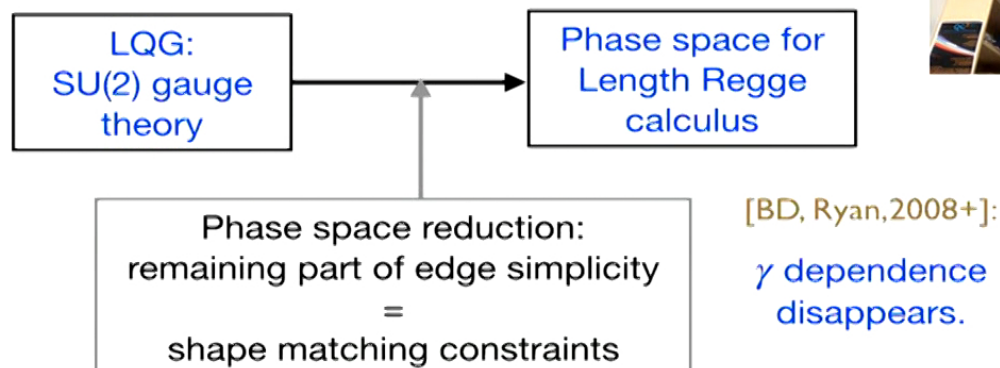 LQG:
SU(2) gauge
theory
Phase space for
Length Regge
calculus
Phase space reduction:
remaining part of edge simplicity
=
shape matching constraints
[BD, Ryan,2008+]:
γ dependence
disappears.